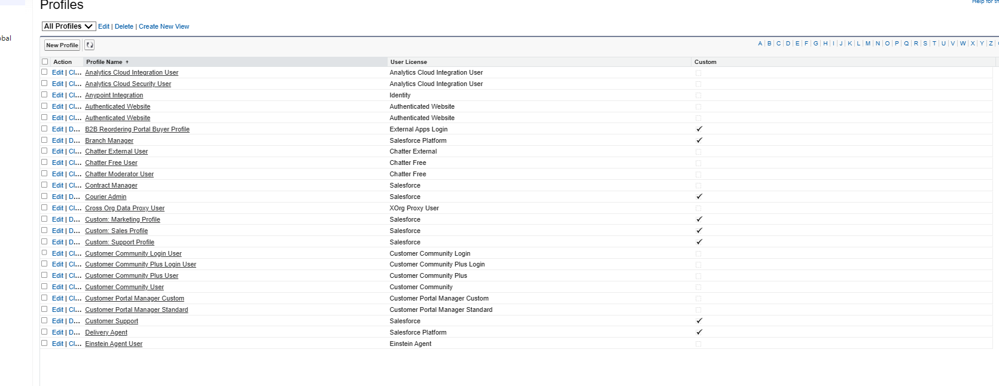 Profiles
Help for th
obal
All Profiles Edit | Delete | Create New View
New Profile
A | B | C | D | E | F | G | H | I | J | K | L | M | N | O | P | Q | R | S | T | U | V | W | X | Y | Z |
Action Profile Name ↑ User License Custom
Edit | Cl... Analytics Cloud Integration User Analytics Cloud Integration User
Edit | Cl... Analytics Cloud Security User Analytics Cloud Integration User
Edit | Cl... Anypoint Integration Identity
Edit | Cl... Authenticated Website Authenticated Website
Edit | Cl... Authenticated Website Authenticated Website
Edit | D... B2B Reordering Portal Buyer Profile External Apps Login ✓
Edit | D... Branch Manager Salesforce Platform ✓
Edit | Cl... Chatter External User Chatter External
Edit | Cl... Chatter Free User Chatter Free
Edit | Cl... Chatter Moderator User Chatter Free
Edit | Cl... Contract Manager Salesforce
Edit | D... Courier Admin Salesforce ✓
Edit | Cl... Cross Org Data Proxy User XOrg Proxy User
Edit | D... Custom: Marketing Profile Salesforce ✓
Edit | D... Custom: Sales Profile Salesforce ✓
Edit | D... Custom: Support Profile Salesforce ✓
Edit | Cl... Customer Community Login User Customer Community Login
Edit | Cl... Customer Community Plus Login User Customer Community Plus Login
Edit | Cl... Customer Community Plus User Customer Community Plus
Edit | Cl... Customer Community User Customer Community
Edit | Cl... Customer Portal Manager Custom Customer Portal Manager Custom
Edit | Cl... Customer Portal Manager Standard Customer Portal Manager Standard
Edit | D... Customer Support Salesforce ✓
Edit | D... Delivery Agent Salesforce Platform ✓
Edit | Cl... Einstein Agent User Einstein Agent